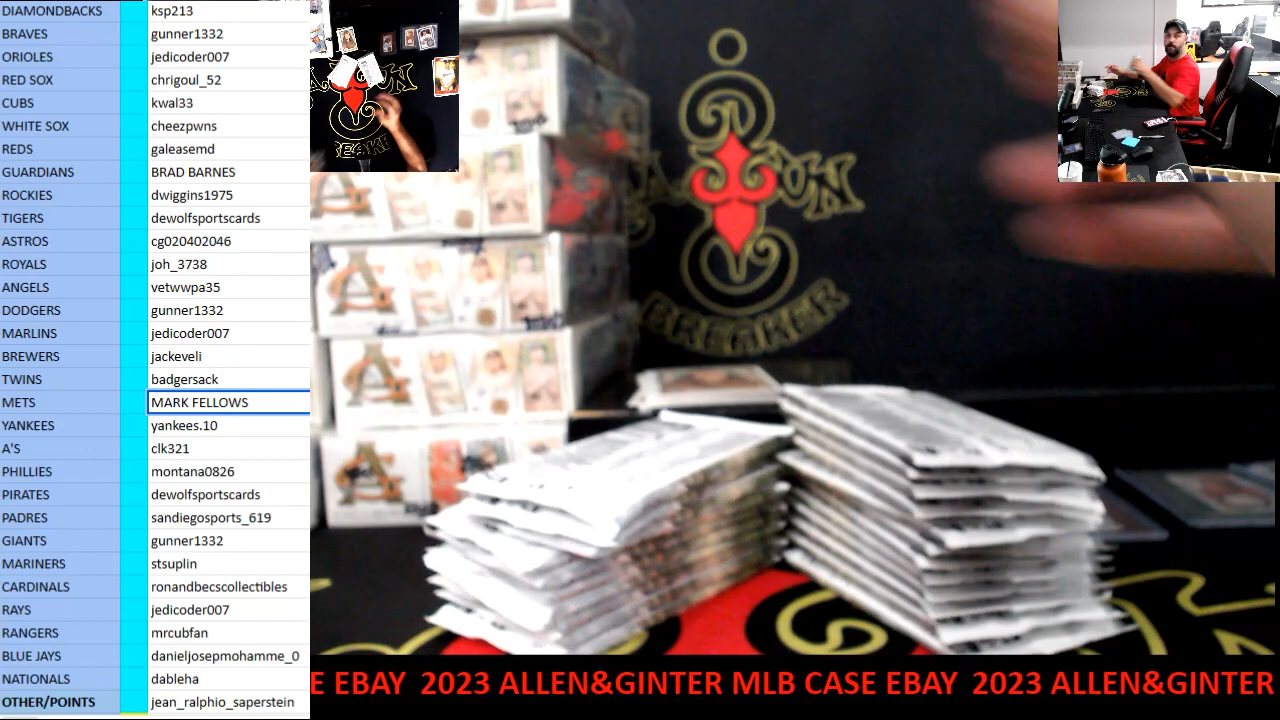 DIAMONDBACKS ksp213
BRAVES gunner1332
ORIOLES jedicoder007
RED SOX chrigoul_52
CUBS kwal33
WHITE SOX cheezpwns
REDS galeasemd
GUARDIANS BRAD BARNES
ROCKIES dwiggins1975
TIGERS dewolfsportscards
ASTROS cg020402046
ROYALS joh_3738
ANGELS vetwwpa35
DODGERS gunner1332
MARLINS jedicoder007
BREWERS jackeveli
TWINS badgersack
METS MARK FELLOWS
YANKEES yankees.10
A'S clk321
PHILLIES montana0826
PIRATES dewolfsportscards
PADRES sandiegosports_619
GIANTS gunner1332
MARINERS stsuplin
CARDINALS ronandbecscollectibles
RAYS jedicoder007
RANGERS mrcubfan
BLUE JAYS danieljosepmohamme_0
NATIONALS dableha
OTHER/POINTS jean_ralphio_saperstein
BREAKER
E EBAY 2023 ALLEN&GINTER MLB CASE EBAY 2023 ALLEN&GINTER